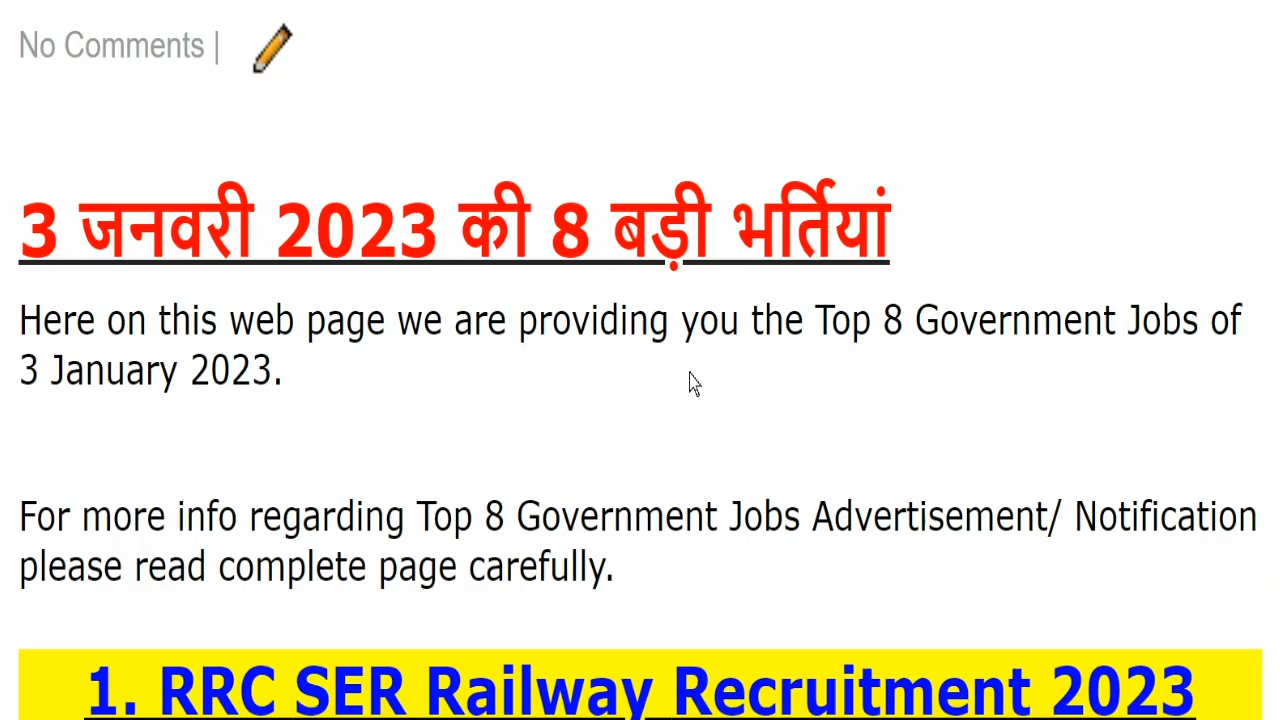 No Comments |
3 जनवरी 2023 की 8 बड़ी भर्तियां
Here on this web page we are providing you the Top 8 Government Jobs of
3 January 2023.
For more info regarding Top 8 Government Jobs Advertisement/ Notification
please read complete page carefully.
1. RRC SER Railway Recruitment 2023